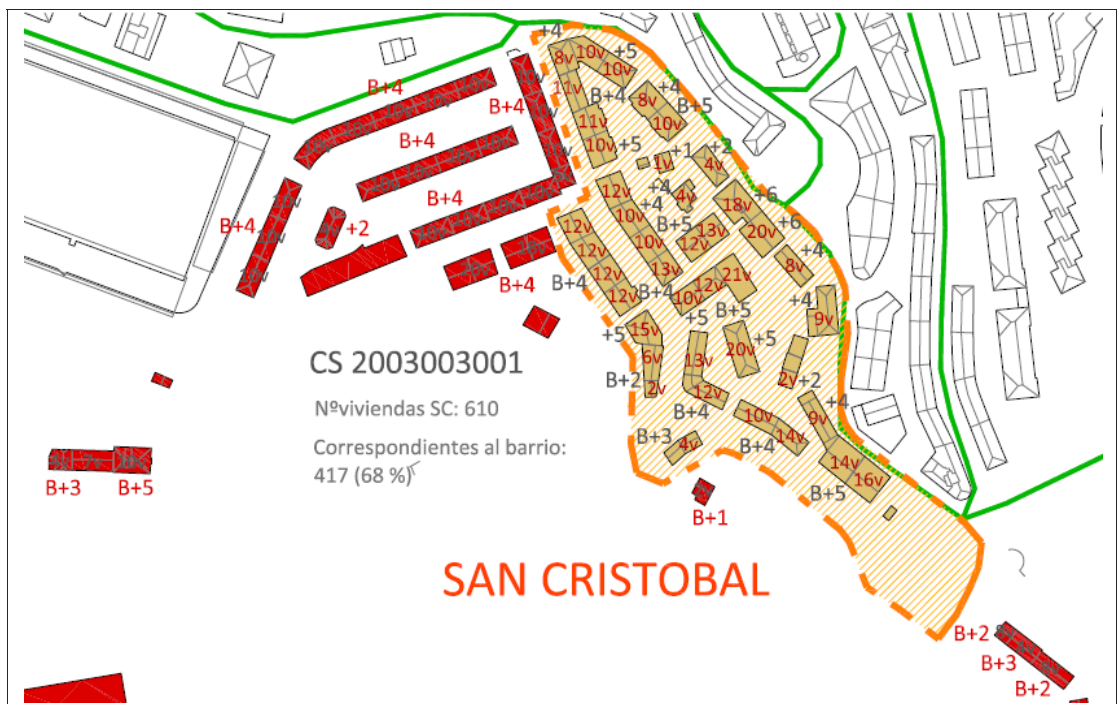 +4
10v
+5
8v
10v
B+4
11v
B+4
+4
8v
B+5
B+4
11v
10v
B+4
10v
+5
+2
+1
1v
4v
12v
+4
4v
+6
B+4
+4
18v
B+4
+2
10v
B+5
13v
+6
12v
20v
12v
10v
12v
+4
B+4
12v
13v
21v
8v
B+4
12v
B+4
12v
10v
+4
B+5
9v
+5
15v
+5
+5
CS 2003003001
6v
13v
20v
B+2
2v
2v
+2
12v
Nºviviendas SC: 610
B+4
10v
9v
+4
Correspondientes al barrio:
B+3
4v
B+4
14v
417 (68 %)
14v
16v
B+3
B+5
B+5
B+1
SAN CRISTOBAL
B+2
B+3
B+2